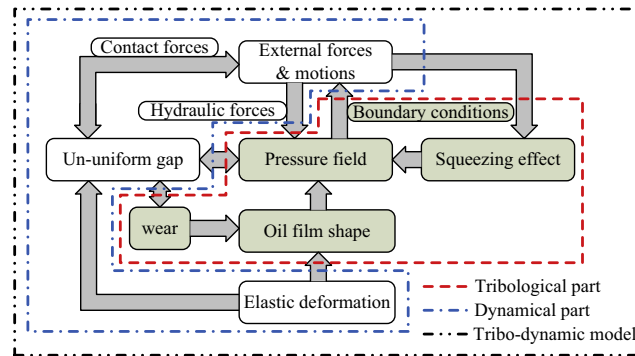 Contact forces
External forces
& motions
Hydraulic forces
Boundary conditions
Un-uniform gap
Pressure field
Squeezing effect
wear
Oil film shape
Elastic deformation
Tribological part
Dynamical part
Tribo-dynamic model